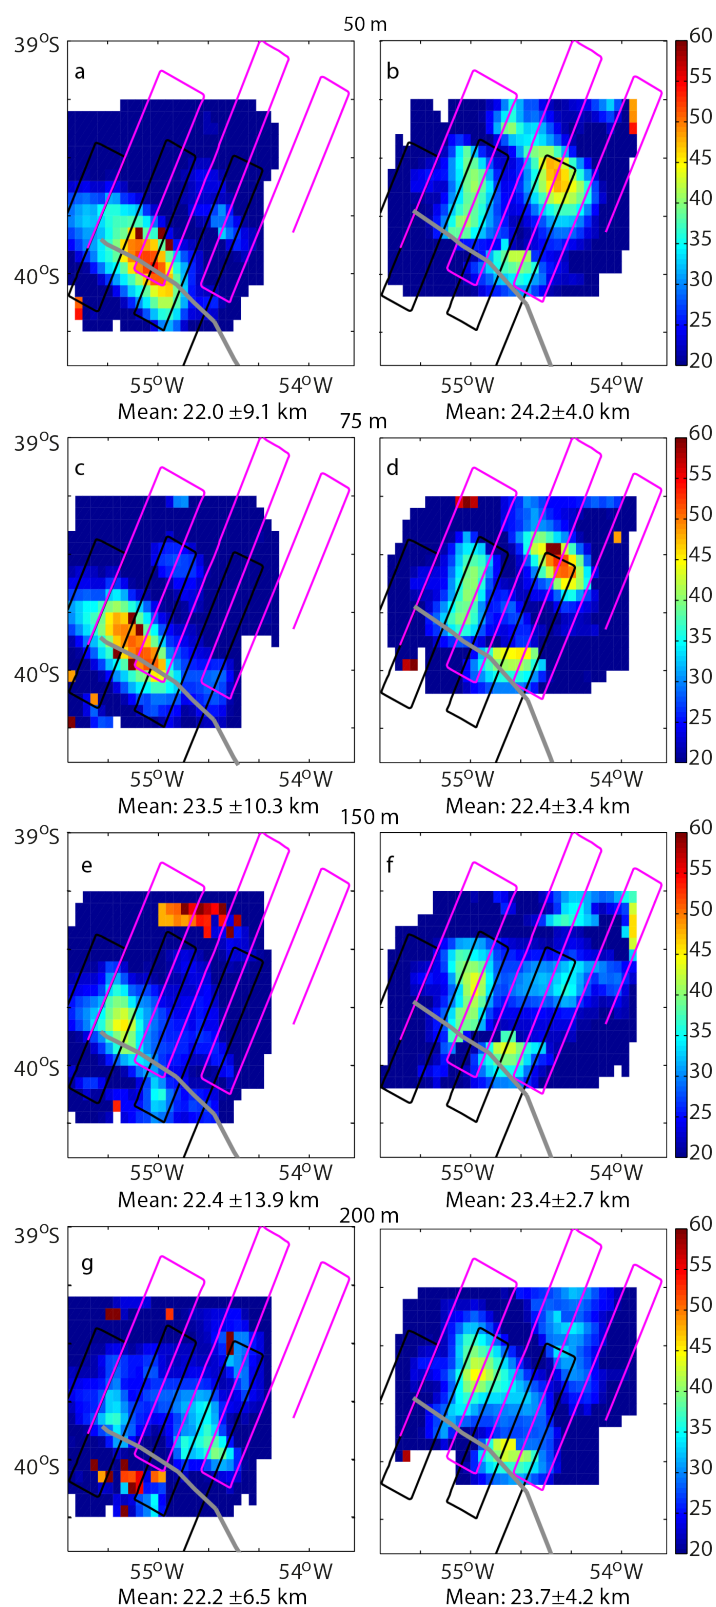 50 m
39°S
a
b
60
55
50
45
40
35
30
25
20
40°S
55°W
54°W
55°W
54°W
Mean: 22.0 ±9.1 km
Mean: 24.2±4.0 km
75 m
39°S
c
d
60
55
50
45
40
35
30
25
20
40°S
55°W
54°W
55°W
54°W
Mean: 23.5 ±10.3 km
Mean: 22.4±3.4 km
150 m
39°S
e
f
60
55
50
45
40
35
30
25
20
40°S
55°W
54°W
55°W
54°W
Mean: 22.4 ±13.9 km
Mean: 23.4±2.7 km
200 m
39°S
g
60
55
50
45
40
35
30
25
20
40°S
55°W
54°W
55°W
54°W
Mean: 22.2 ±6.5 km
Mean: 23.7±4.2 km